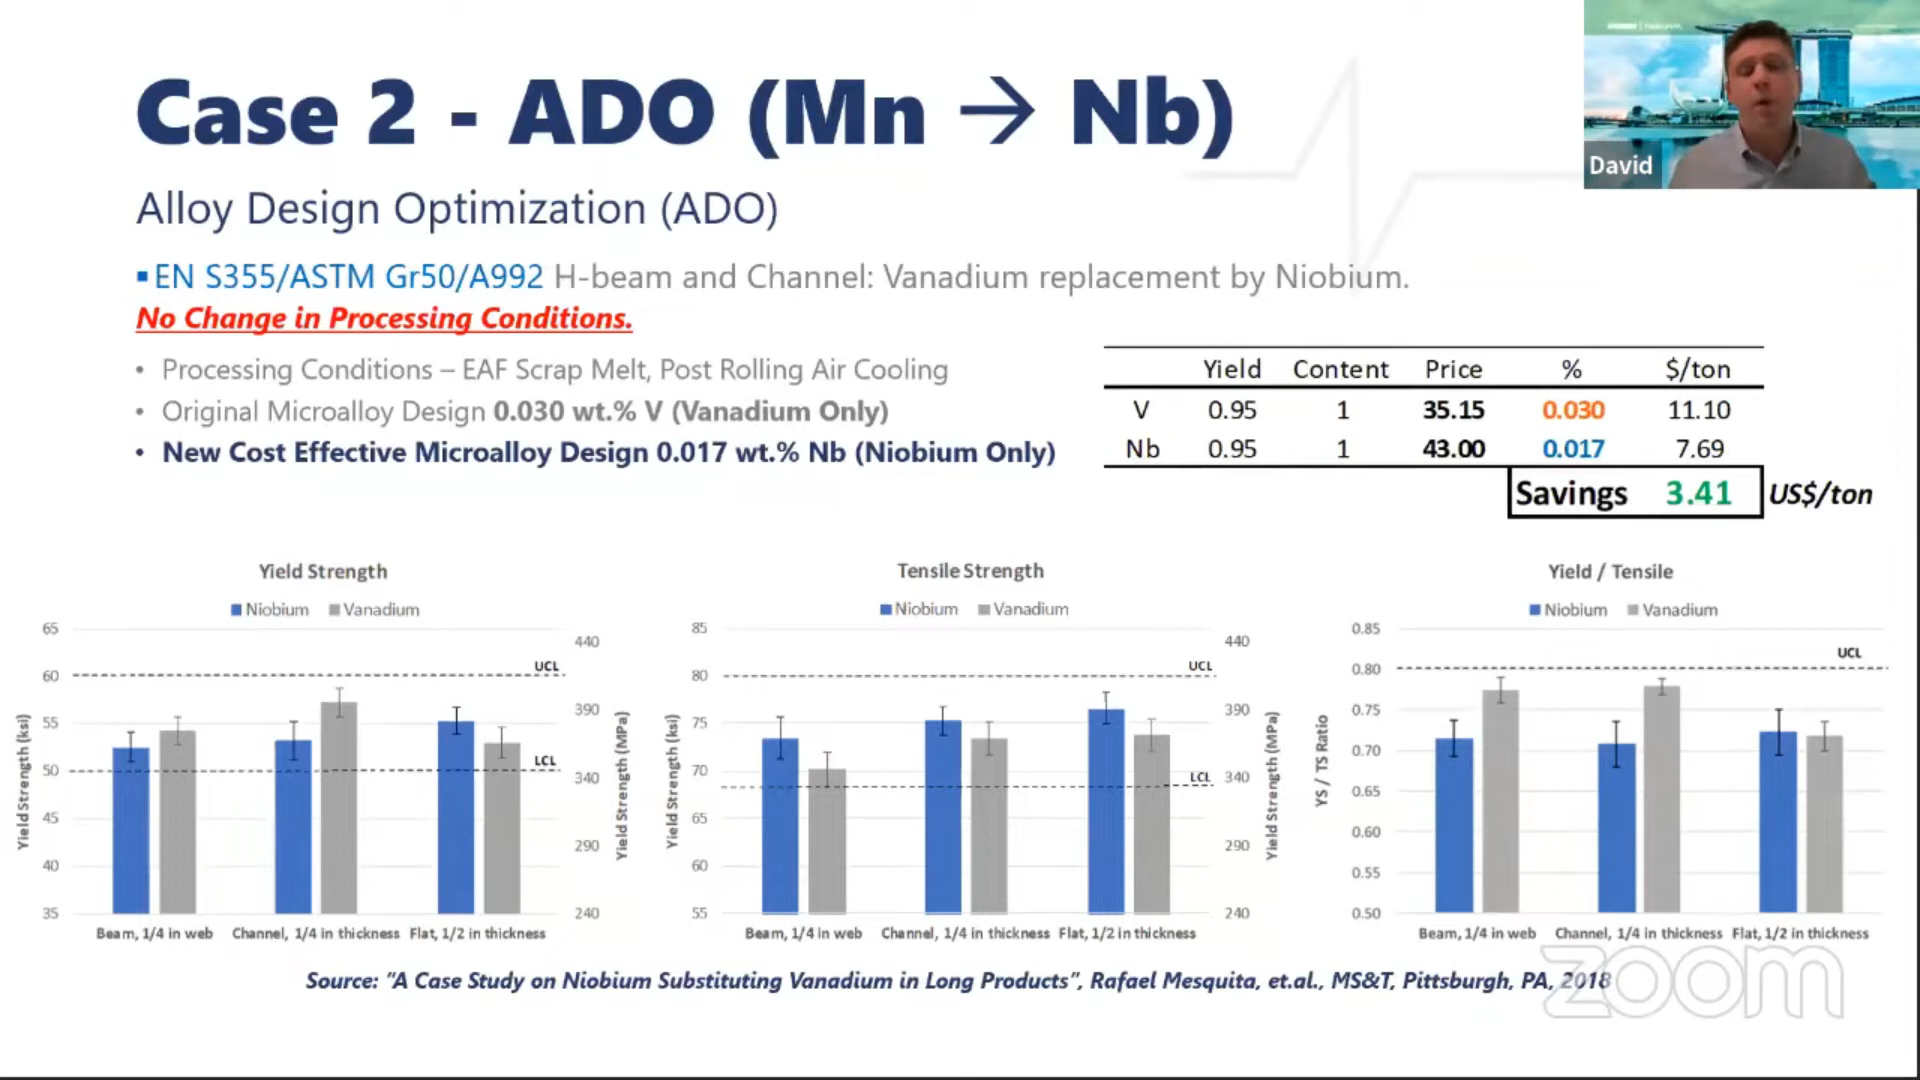 Case 2 - ADO (Mn → Nb)
David
Alloy Design Optimization (ADO)
▪EN S355/ASTM Gr50/A992 H-beam and Channel: Vanadium replacement by Niobium.
No Change in Processing Conditions.
• Processing Conditions – EAF Scrap Melt, Post Rolling Air Cooling
• Original Microalloy Design 0.030 wt.% V (Vanadium Only)
• New Cost Effective Microalloy Design 0.017 wt.% Nb (Niobium Only)
Yield Content Price % $/ton
V 0.95 1 35.15 0.030 11.10
Nb 0.95 1 43.00 0.017 7.69
Savings 3.41 US$/ton
Yield Strength
Niobium Vanadium
65
60
55
50
45
40
35
Yield Strength (ksi)
UCL
LCL
440
390
340
290
240
Yield Strength (MPa)
Beam, 1/4 in web Channel, 1/4 in thickness Flat, 1/2 in thickness
Tensile Strength
Niobium Vanadium
85
80
75
70
65
60
55
Yield Strength (ksi)
UCL
LCL
440
390
340
290
240
Yield Strength (MPa)
Beam, 1/4 in web Channel, 1/4 in thickness Flat, 1/2 in thickness
Yield / Tensile
Niobium Vanadium
0.85
0.80
0.75
0.70
0.65
0.60
0.55
0.50
YS / TS Ratio
UCL
Beam, 1/4 in web Channel, 1/4 in thickness Flat, 1/2 in thickness
Source: "A Case Study on Niobium Substituting Vanadium in Long Products", Rafael Mesquita, et.al., MS&T, Pittsburgh, PA, 2018
zoom